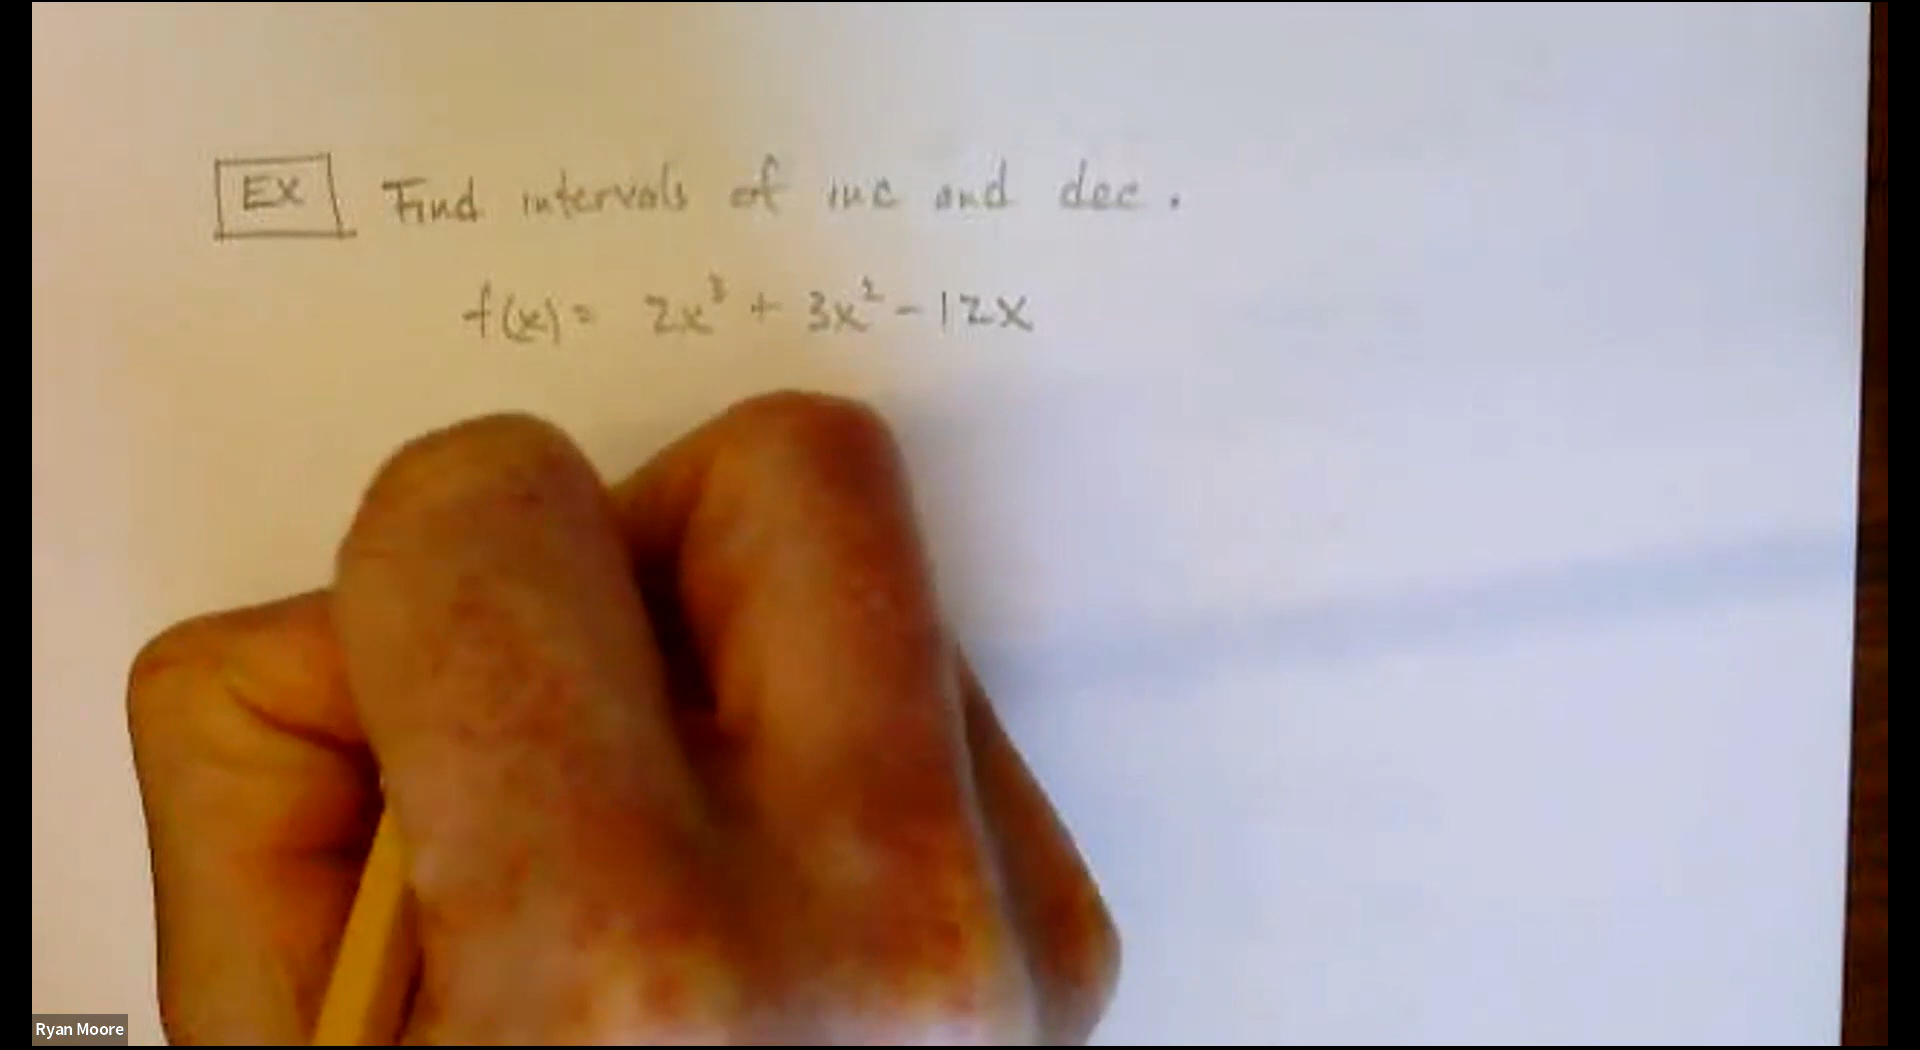 Ex Find intervals of inc and dec.
f(x) = 2x³ + 3x² - 12x
Ryan Moore